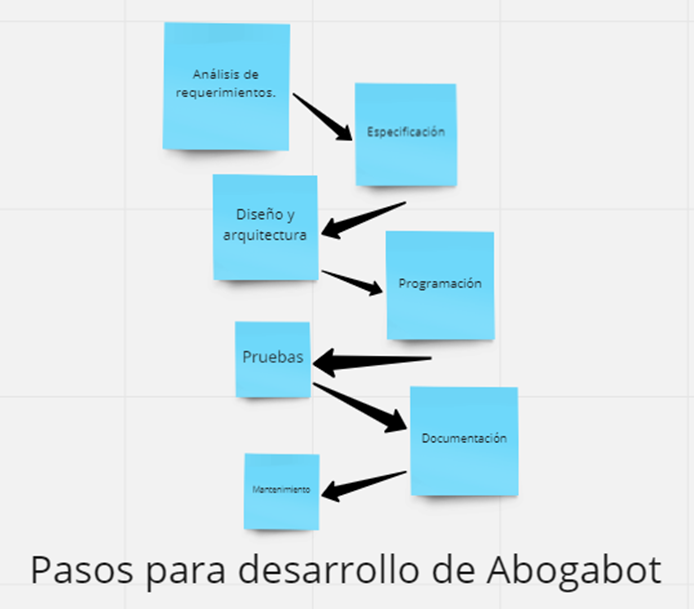 Análisis de
requerimientos.
Especificación
Diseño y
arquitectura
Programación
Pruebas
Documentación
Mantenimiento
Pasos para desarrollo de Abogabot